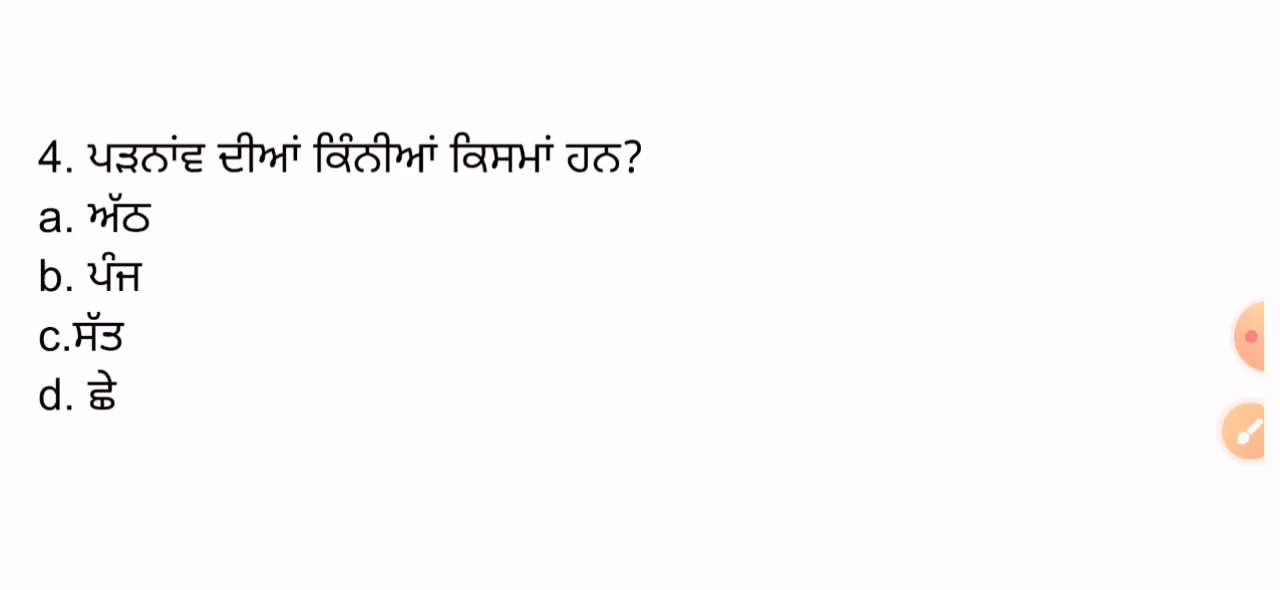 4. ਪੜਨਾਂਵ ਦੀਆਂ ਕਿੰਨੀਆਂ ਕਿਸਮਾਂ ਹਨ?
a. ਅੱਠ
b. ਪੰਜ
c.ਸੱਤ
d. ਛੇ